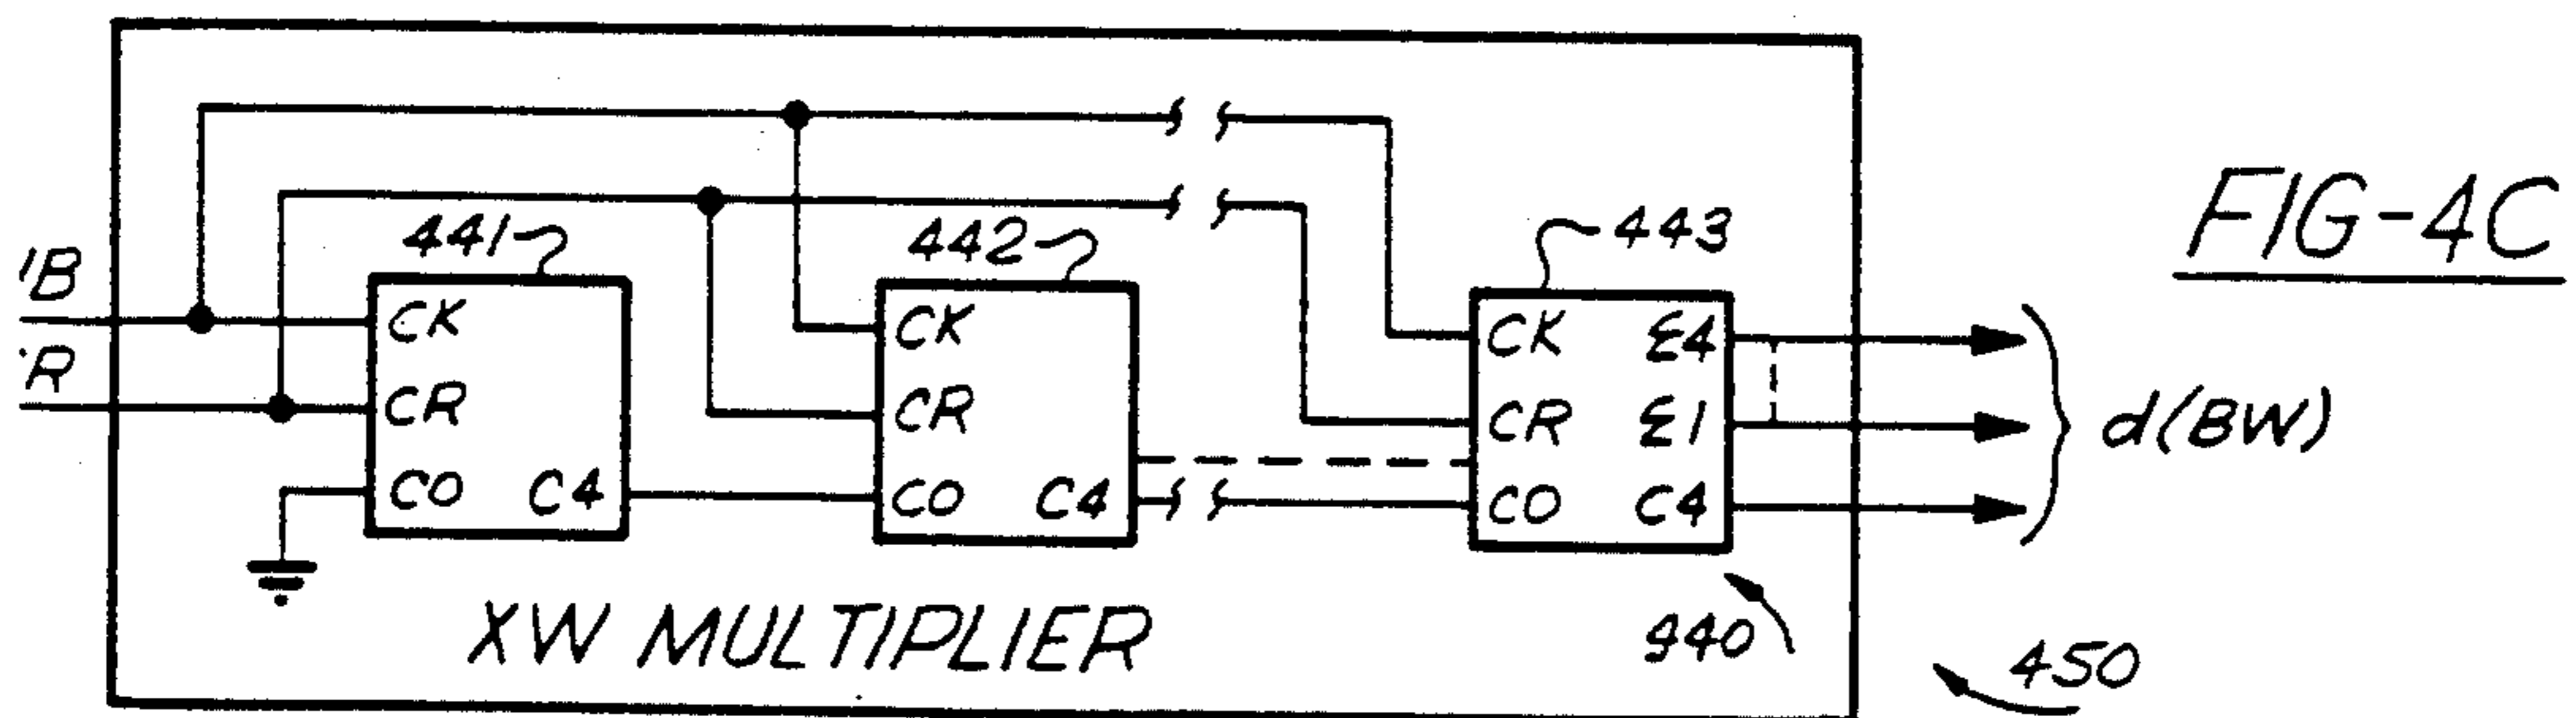 FIG-4C
441
442
443
'B
R
CK
CR
CO C4
CK
CR
CO C4
CK Σ4
CR Σ1
CO C4
d(BW)
XW MULTIPLIER
440
450